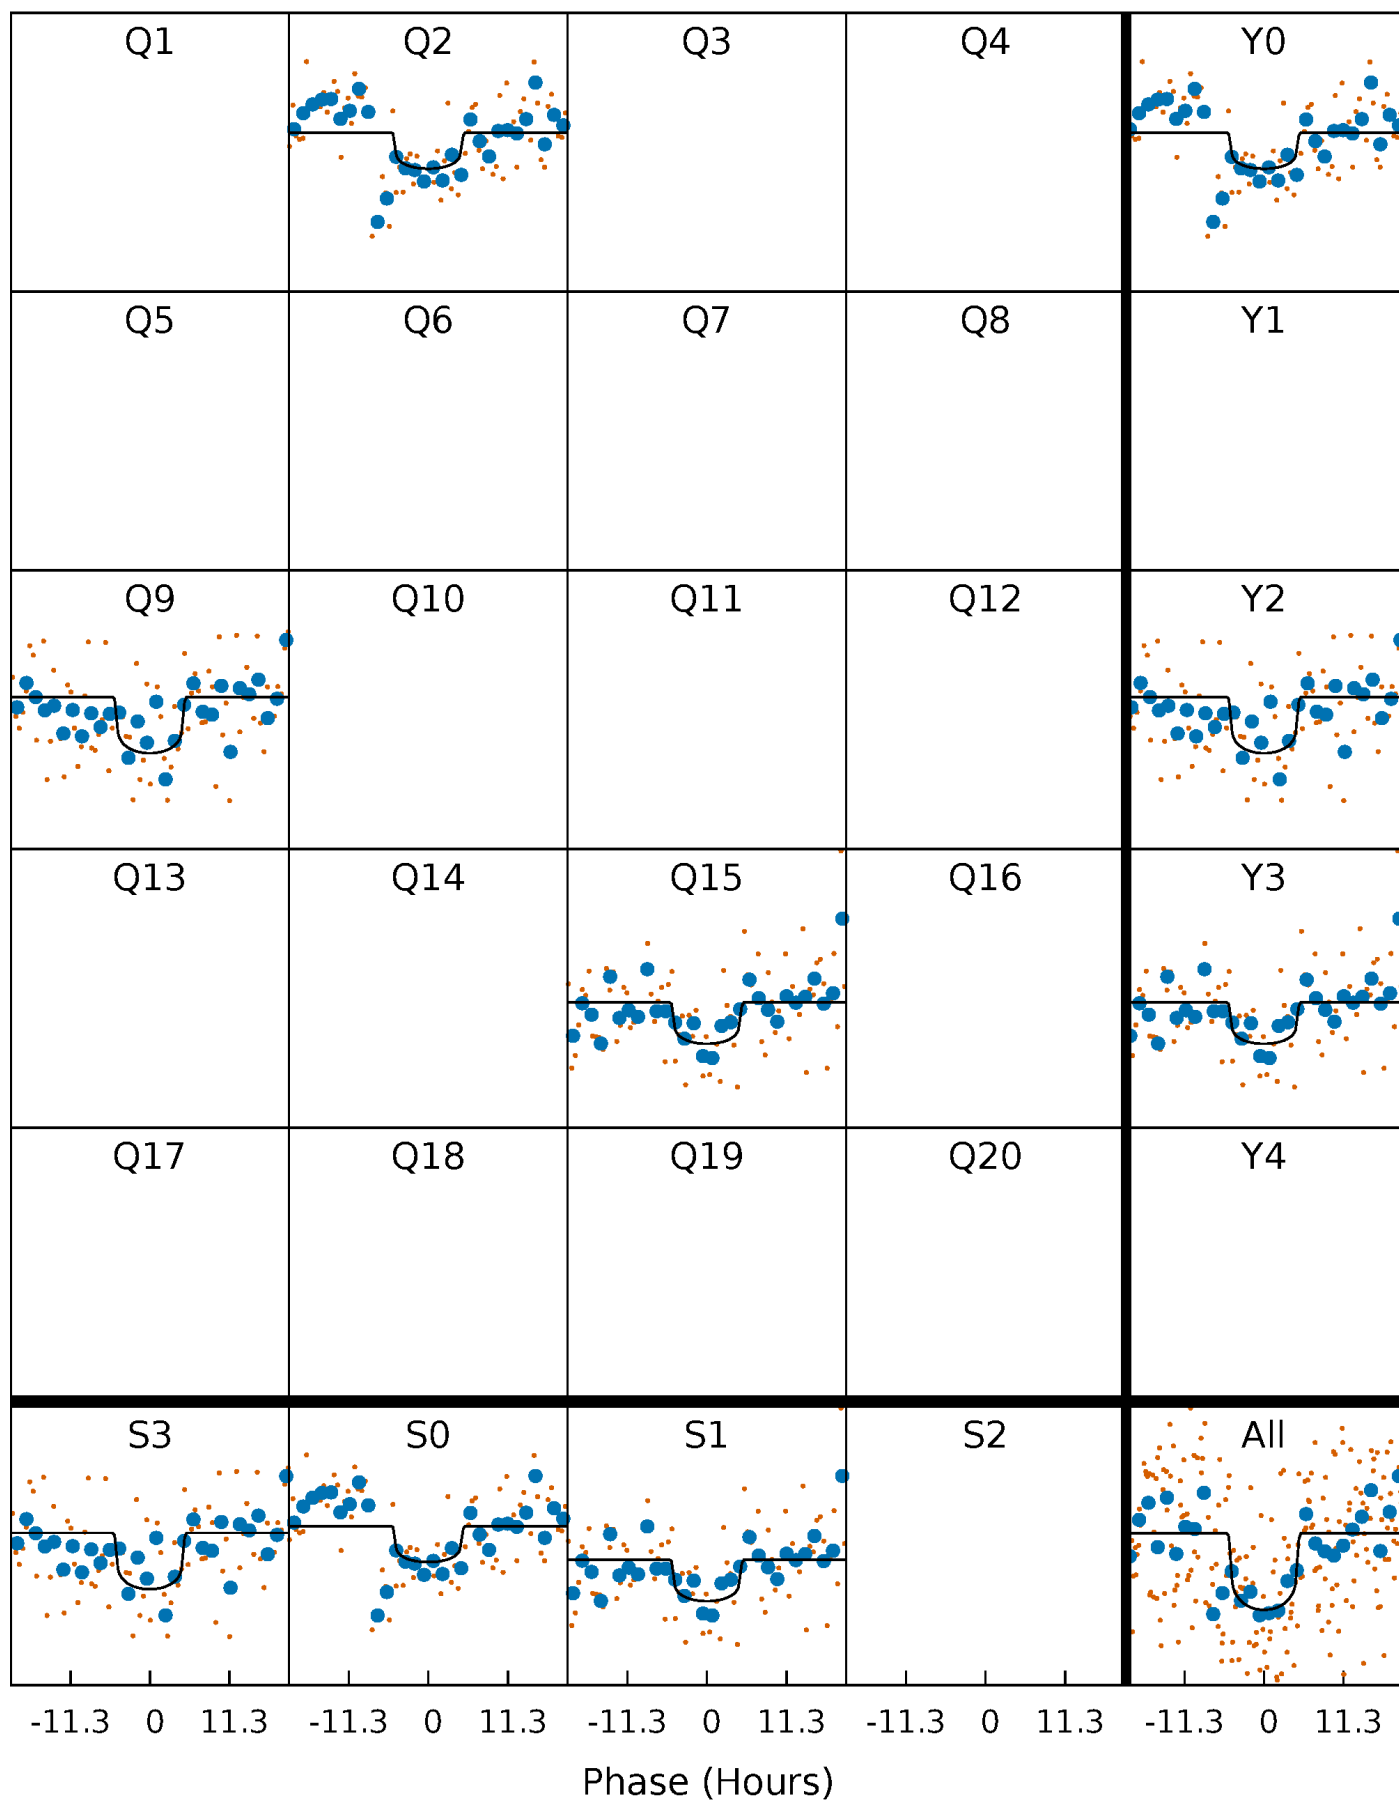 Q1 Q2 Q3 Q4 Y0
Q5 Q6 Q7 Q8 Y1
Q9 Q10 Q11 Q12 Y2
Q13 Q14 Q15 Q16 Y3
Q17 Q18 Q19 Q20 Y4
S3 S0 S1 S2 All
-11.3 0 11.3 -11.3 0 11.3 -11.3 0 11.3 -11.3 0 11.3 -11.3 0 11.3
Phase (Hours)